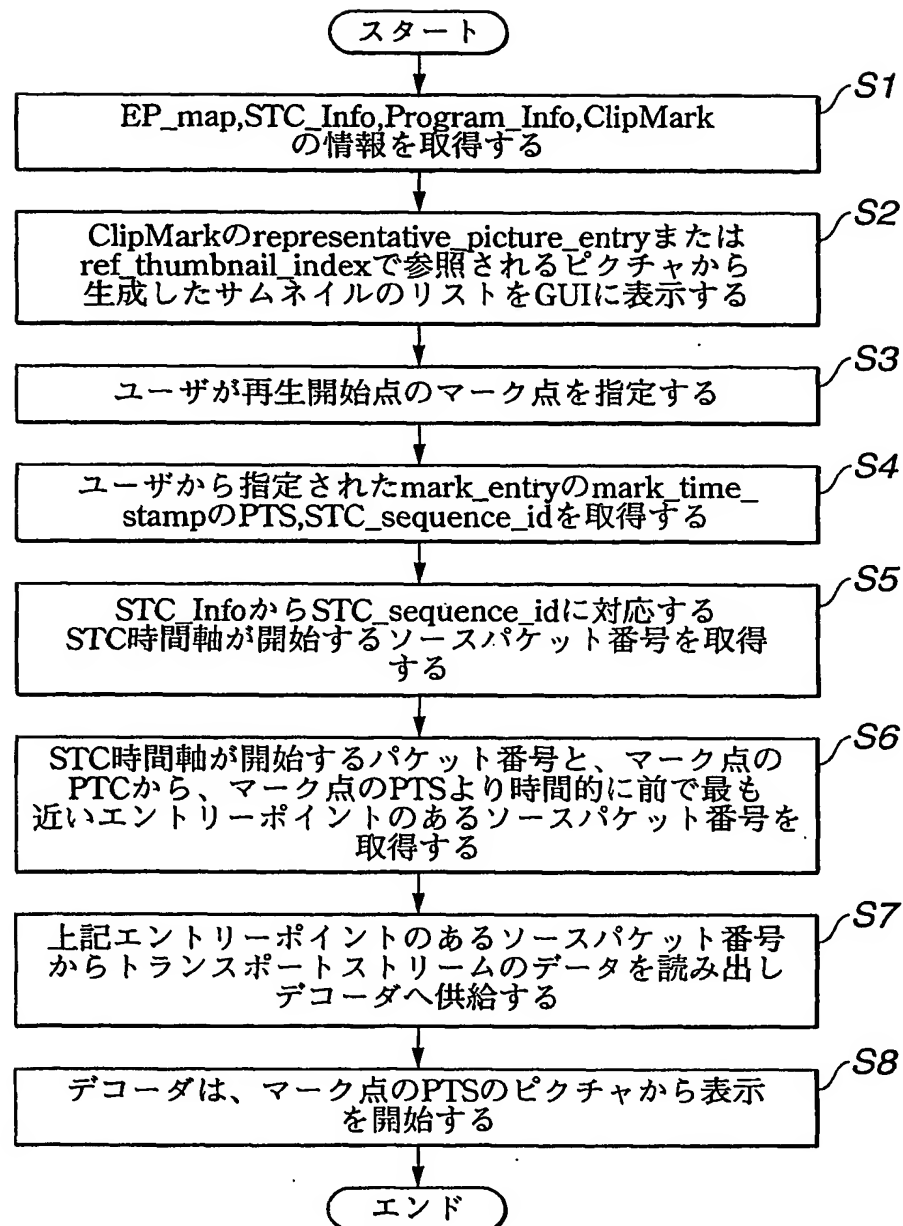 スタート
S1
EP_map,STC_Info,Program_Info,ClipMark
の情報を取得する
S2
ClipMarkのrepresentative_picture_entryまたは
ref_thumbnail_indexで参照されるピクチャから
生成したサムネイルのリストをGUIに表示する
S3
ユーザが再生開始点のマーク点を指定する
S4
ユーザから指定されたmark_entryのmark_time_
stampのPTS,STC_sequence_idを取得する
S5
STC_InfoからSTC_sequence_idに対応する
STC時間軸が開始するソースパケット番号を取得
する
S6
STC時間軸が開始するパケット番号と、マーク点の
PTCから、マーク点のPTSより時間的に前で最も
近いエントリーポイントのあるソースパケット番号を
取得する
S7
上記エントリーポイントのあるソースパケット番号
からトランスポートストリームのデータを読み出し
デコーダへ供給する
S8
デコーダは、マーク点のPTSのピクチャから表示
を開始する
エンド